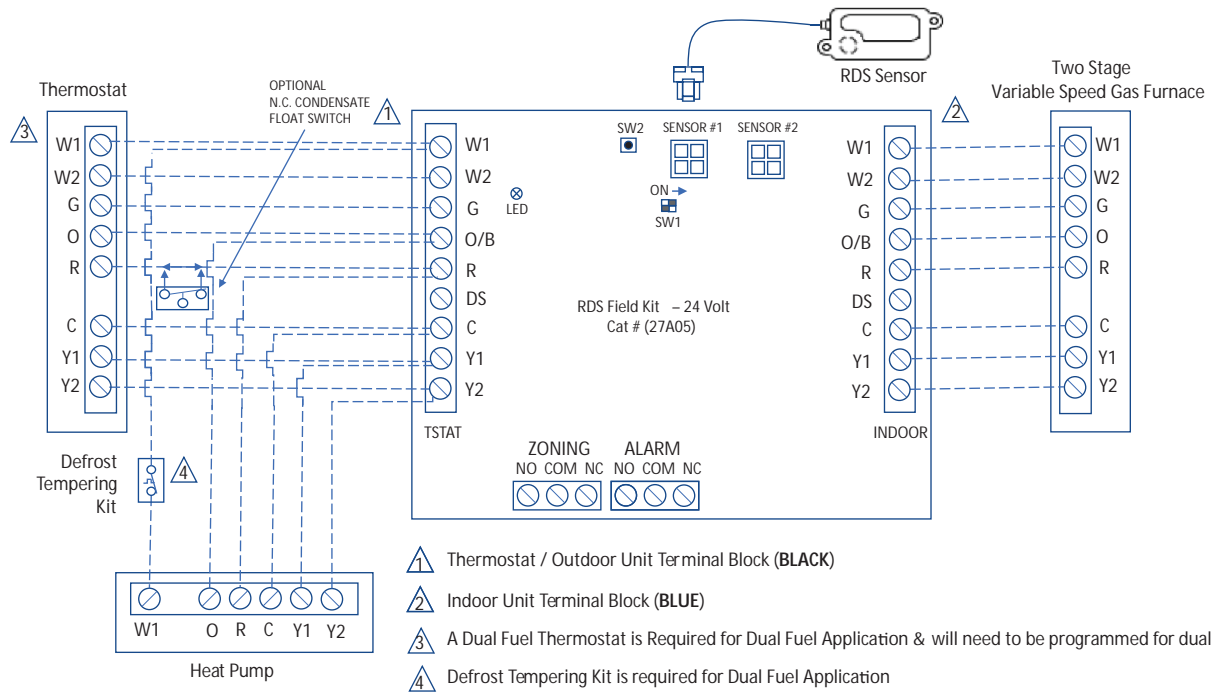 RDS Sensor
Two Stage
Variable Speed Gas Furnace
Thermostat
OPTIONAL
N.C. CONDENSATE
FLOAT SWITCH
3
1
2
W1
W2
G
O
R
C
Y1
Y2
W1
W2
G
O/B
R
DS
C
Y1
Y2
TSTAT
SW2
SENSOR #1
SENSOR #2
LED
ON
SW1
RDS Field Kit – 24 Volt
Cat # (27A05)
W1
W2
G
O/B
R
DS
C
Y1
Y2
INDOOR
W1
W2
G
O
R
C
Y1
Y2
ZONING
NO COM NC
ALARM
NO COM NC
Defrost
Tempering
Kit
4
W1 O R C Y1 Y2
Heat Pump
1 Thermostat / Outdoor Unit Terminal Block (BLACK)
2 Indoor Unit Terminal Block (BLUE)
3 A Dual Fuel Thermostat is Required for Dual Fuel Application & will need to be programmed for dual
4 Defrost Tempering Kit is required for Dual Fuel Application